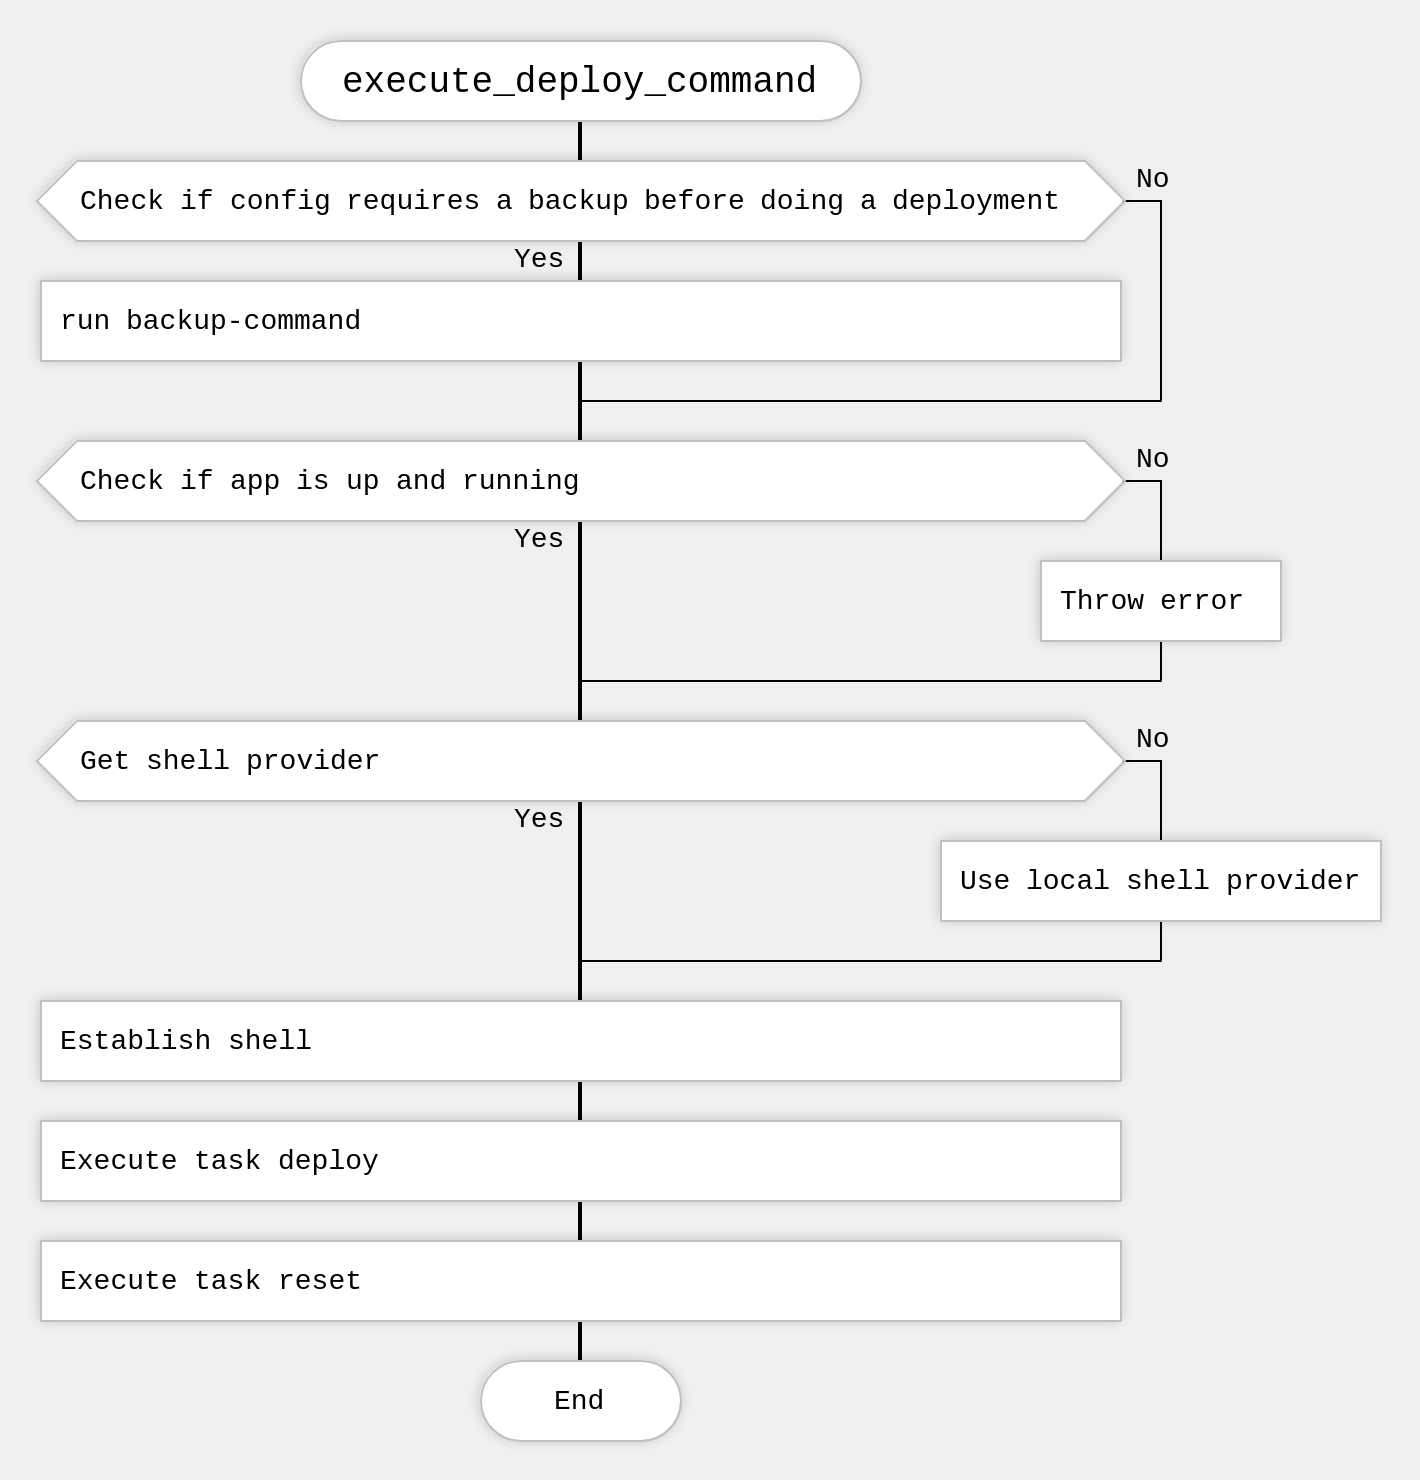 execute_deploy_command
Check if config requires a backup before doing a deployment
No
Yes
run backup-command
Check if app is up and running
No
Yes
Throw error
Get shell provider
No
Yes
Use local shell provider
Establish shell
Execute task deploy
Execute task reset
End